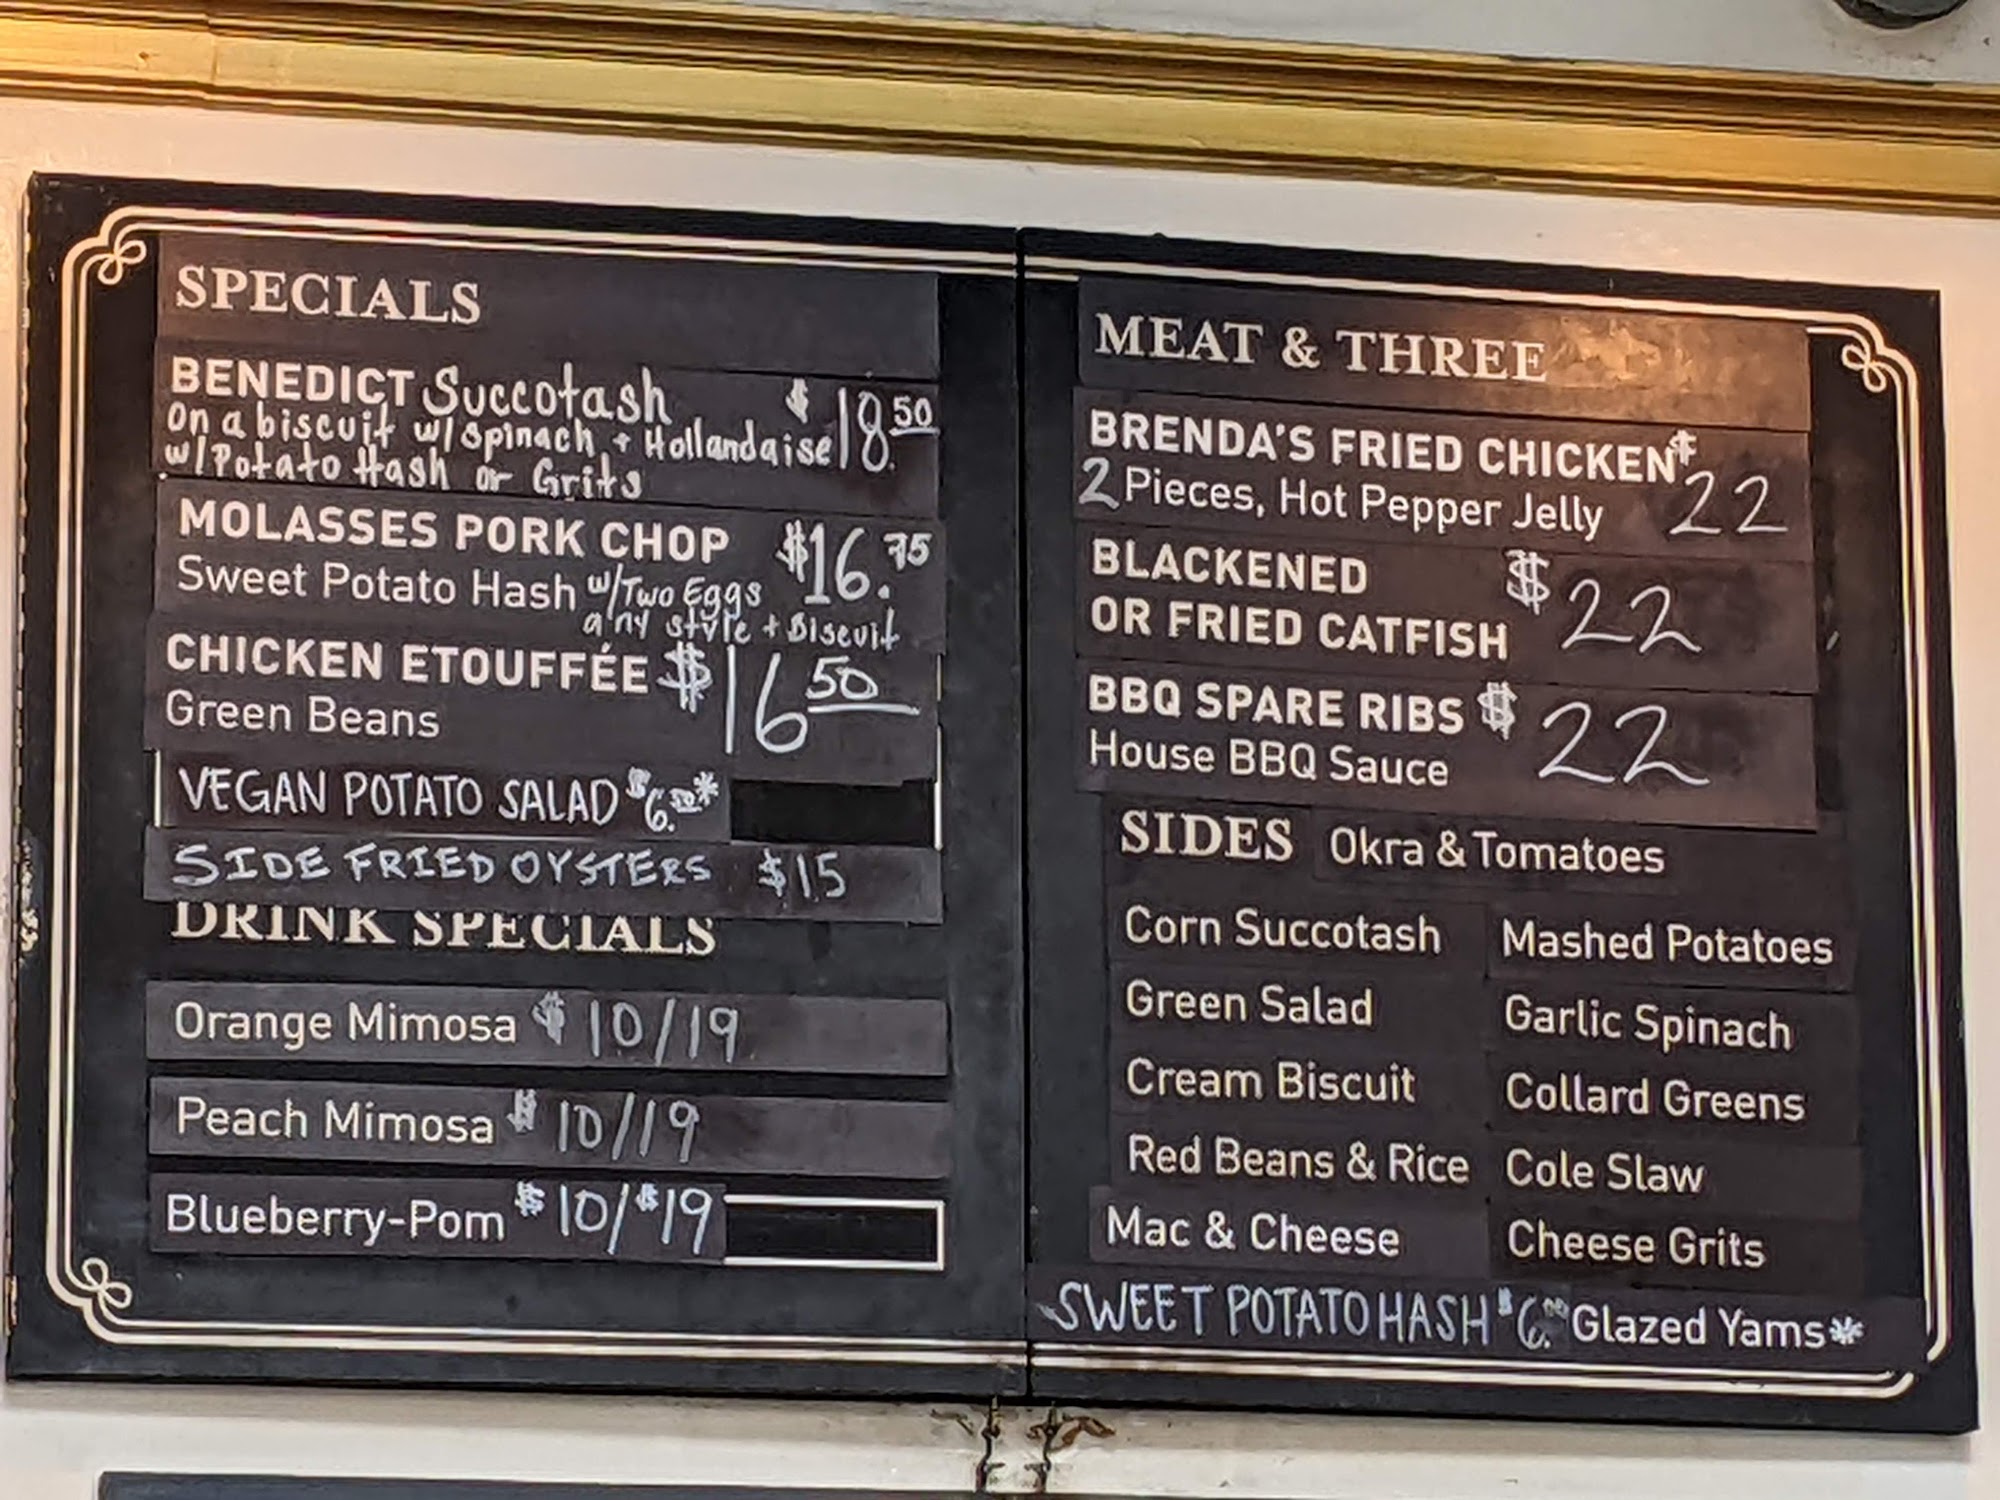 SPECIALS
BENEDICT Succotash $18.50
on a biscuit w/spinach + Hollandaise
w/Potato Hash or Grits
MOLASSES PORK CHOP $16.75
Sweet Potato Hash w/Two Eggs
any style + Biscuit
CHICKEN ETOUFFÉE $16 50
Green Beans
VEGAN POTATO SALAD $6.50*
SIDE FRIED OYSTERS $15
DRINK SPECIALS
Orange Mimosa $10/19
Peach Mimosa $10/19
Blueberry-Pom $10/$19
MEAT & THREE
BRENDA'S FRIED CHICKEN $22
2 Pieces, Hot Pepper Jelly
BLACKENED
OR FRIED CATFISH $22
BBQ SPARE RIBS $22
House BBQ Sauce
SIDES Okra & Tomatoes
Corn Succotash Mashed Potatoes
Green Salad Garlic Spinach
Cream Biscuit Collard Greens
Red Beans & Rice Cole Slaw
Mac & Cheese Cheese Grits
SWEET POTATO HASH $6.00 Glazed Yams*